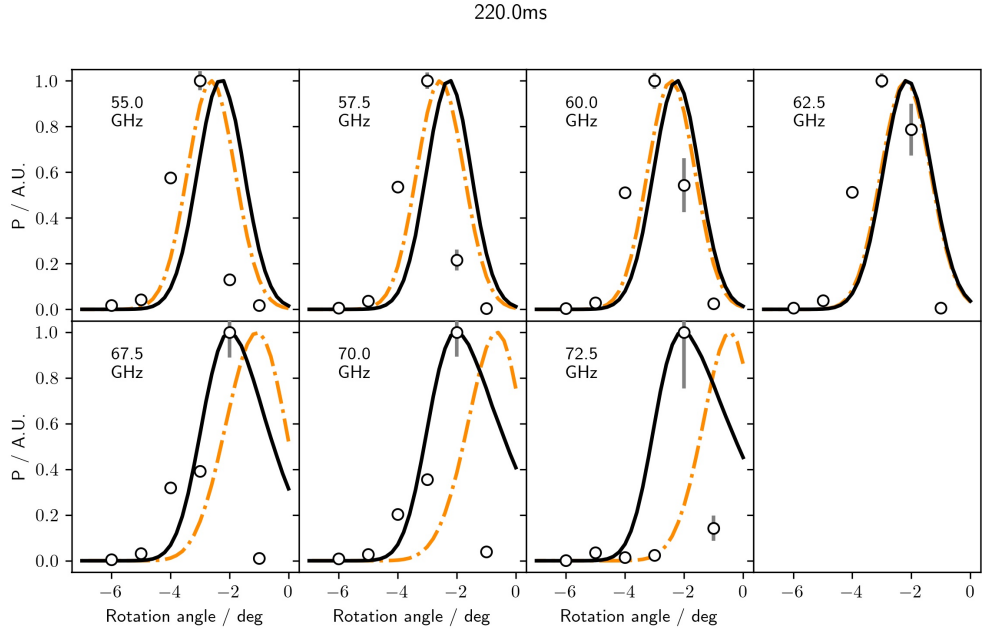 220.0ms
1.0
0.8
0.6
0.4
0.2
0.0
P / A.U.
55.0
GHz
57.5
GHz
60.0
GHz
62.5
GHz
1.0
0.8
0.6
0.4
0.2
0.0
P / A.U.
67.5
GHz
70.0
GHz
72.5
GHz
−6 −4 −2 0
−6 −4 −2 0
−6 −4 −2 0
−6 −4 −2 0
Rotation angle / deg
Rotation angle / deg
Rotation angle / deg